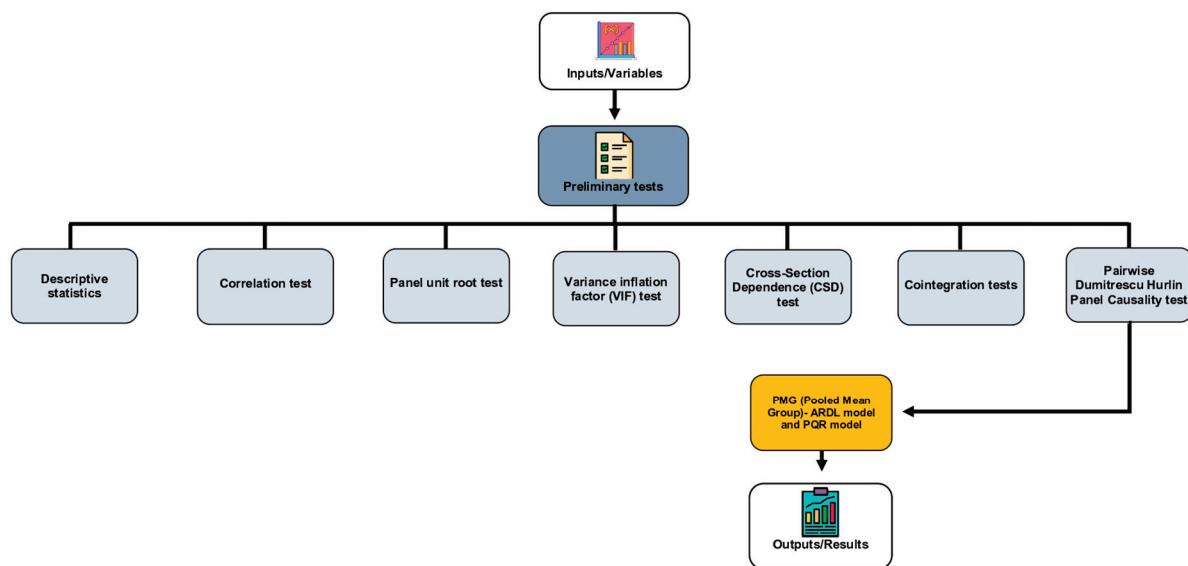 Inputs/Variables
Preliminary tests
Descriptive
statistics
Correlation test
Panel unit root test
Variance inflation
factor (VIF) test
Cross-Section
Dependence (CSD)
test
Cointegration tests
Pairwise
Dumitrescu Hurlin
Panel Causality test
PMG (Pooled Mean
Group)- ARDL model
and PQR model
Outputs/Results